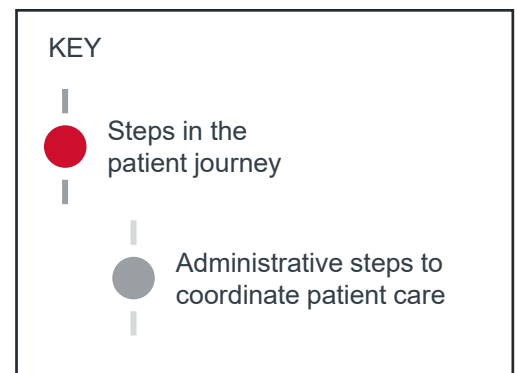 KEY
Steps in the
patient journey
Administrative steps to
coordinate patient care